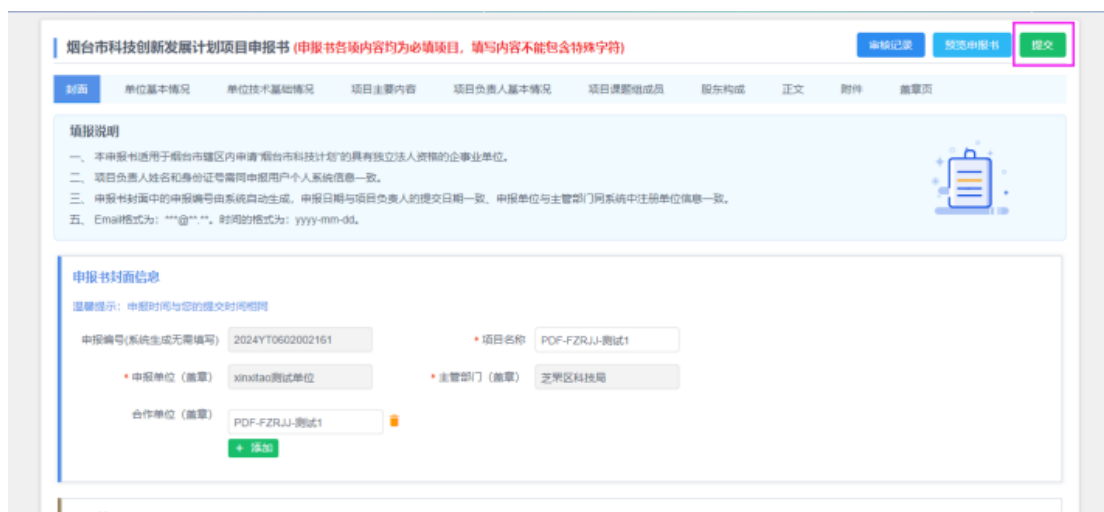 烟台市科技创新发展计划项目申报书 (申报书各项内容均为必填项目，填写内容不能包含特殊字符)
审核记录 预览申报书 提交
封面 单位基本情况 单位技术基础情况 项目主要内容 项目负责人基本情况 项目课题组成员 股东构成 正文 附件 盖章页
填报说明
一、 本申报书适用于烟台市辖区内申请"烟台市科技计划"的具有独立法人资格的企事业单位。
二、 项目负责人姓名和身份证号需同申报用户个人系统信息一致。
三、 申报书封面中的申报编号由系统自动生成，申报日期与项目负责人的提交日期一致，申报单位与主管部门同系统中注册单位信息一致。
五、 Email格式为：***@**.**。时间的格式为：yyyy-mm-dd。
申报书封面信息
温馨提示：申报时间与您的提交时间相同
申报编号(系统生成无需填写) 2024YT0602002161 * 项目名称 PDF-FZRJJ-测试1
* 申报单位（盖章） xinxitao测试单位 * 主管部门（盖章） 芝罘区科技局
合作单位（盖章） PDF-FZRJJ-测试1
+ 添加